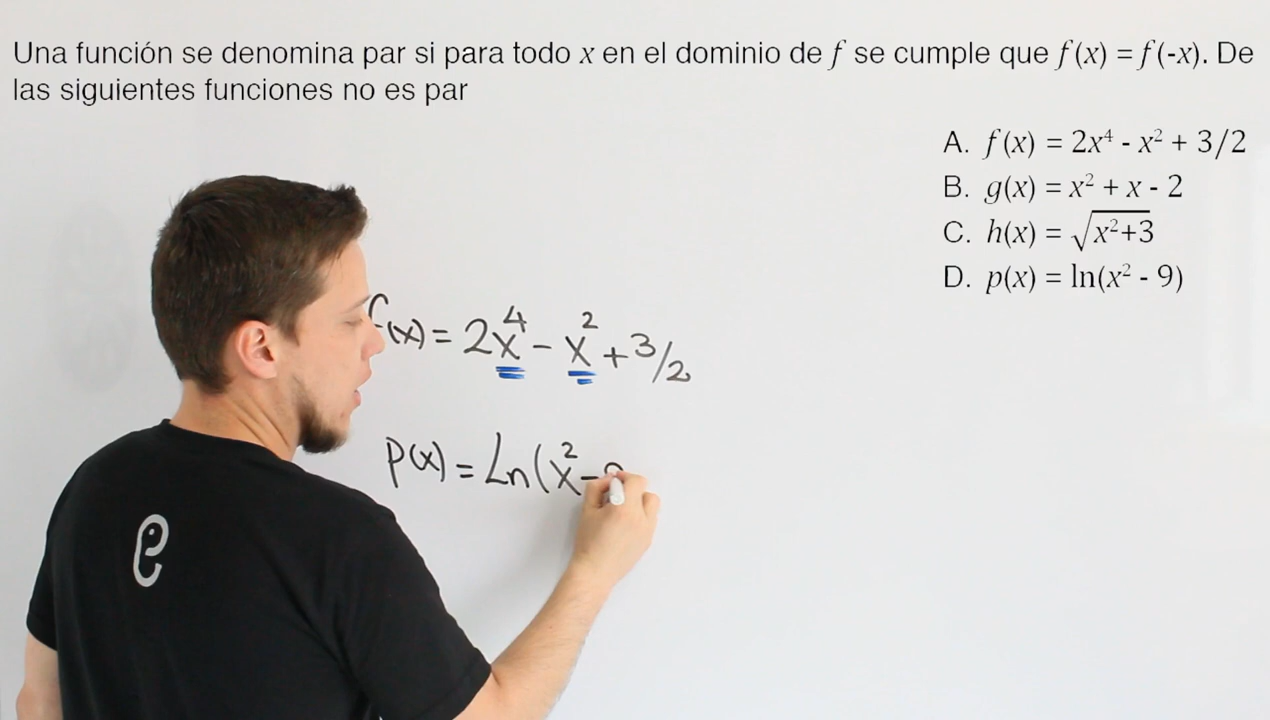 Una función se denomina par si para todo x en el dominio de f se cumple que f(x) = f(-x). De
las siguientes funciones no es par
A. f(x) = 2x⁴ - x² + 3/2
B. g(x) = x² + x - 2
C. h(x) = √x²+3
D. p(x) = ln(x² - 9)
f(x) = 2x⁴ - x² + 3/2
p(x) = Ln(x² -